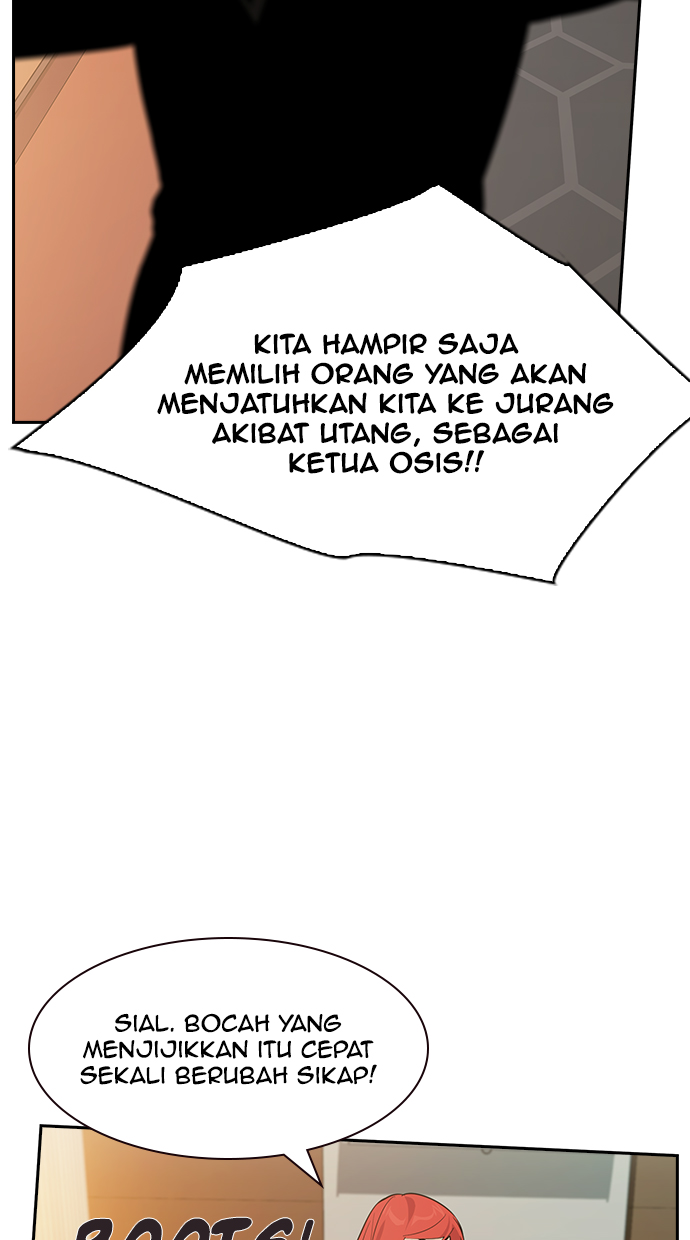 KITA HAMPIR SAJA
MEMILIH ORANG YANG AKAN
MENJATUHKAN KITA KE JURANG
AKIBAT UTANG, SEBAGAI
KETUA OSIS!!
SIAL. BOCAH YANG
MENJIJIKKAN ITU CEPAT
SEKALI BERUBAH SIKAP!